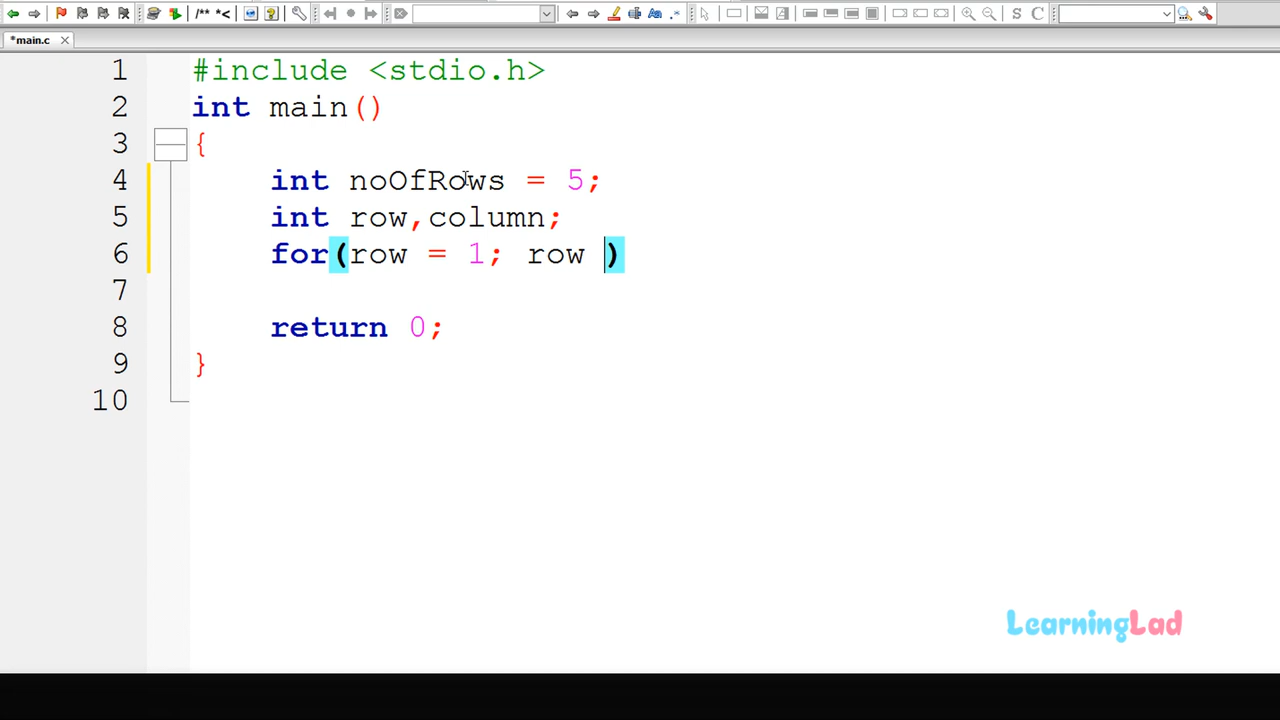 /** *<
S C
*main.c
1 #include <stdio.h>
2 int main()
3 {
4 int noOfRows = 5;
5 int row,column;
6 for(row = 1; row )
7
8 return 0;
9 }
10
LearningLad